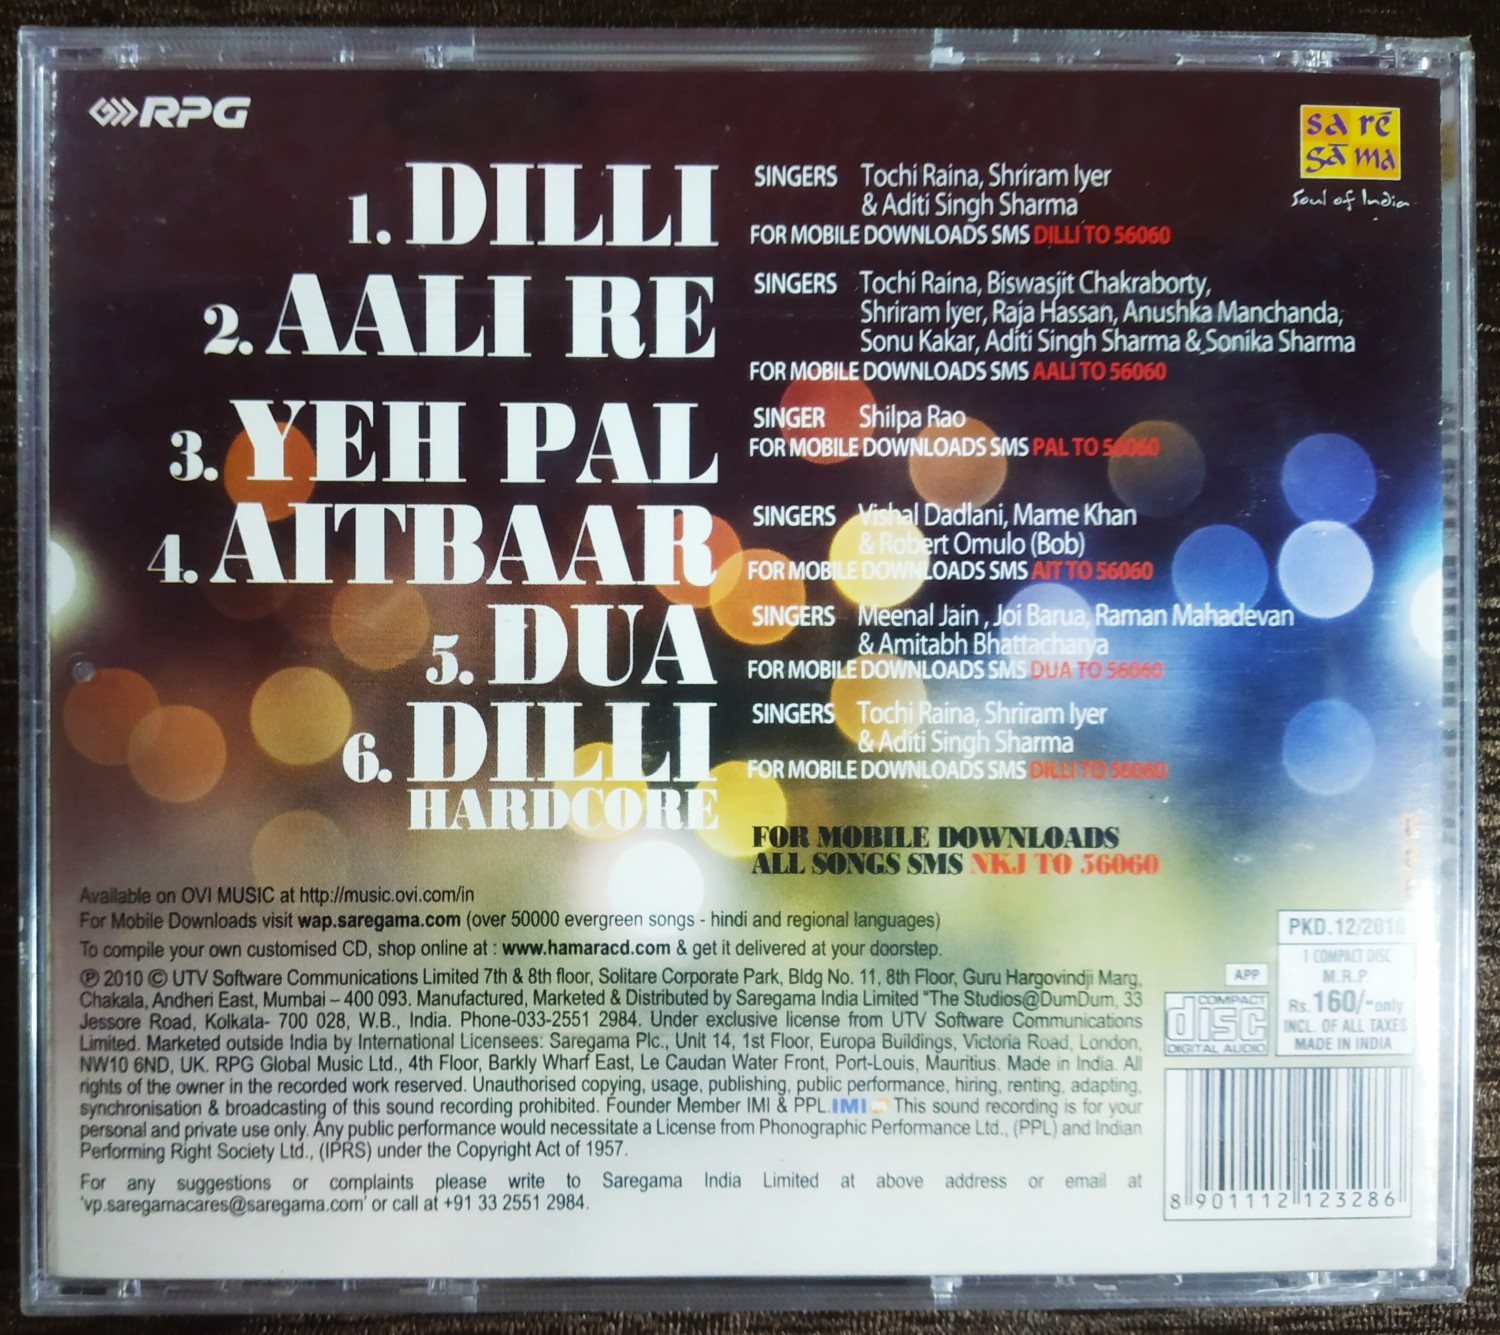 RPG
sa rē
gā ma
Soul of India
1. DILLI
SINGERS Tochi Raina, Shriram Iyer
& Aditi Singh Sharma
FOR MOBILE DOWNLOADS SMS DILLI TO 56060
2. AALI RE
SINGERS Tochi Raina, Biswasjit Chakraborty,
Shriram Iyer, Raja Hassan, Anushka Manchanda,
Sonu Kakar, Aditi Singh Sharma & Sonika Sharma
FOR MOBILE DOWNLOADS SMS AALI TO 56060
3. YEH PAL
SINGER Shilpa Rao
FOR MOBILE DOWNLOADS SMS PAL TO 56060
4. AITBAAR
SINGERS Vishal Dadlani, Mame Khan
& Robert Omulo (Bob)
FOR MOBILE DOWNLOADS SMS AIT TO 56060
5. DUA
SINGERS Meenal Jain , Joi Barua, Raman Mahadevan
& Amitabh Bhattacharya
FOR MOBILE DOWNLOADS SMS DUA TO 56060
6. DILLI
HARDCORE
SINGERS Tochi Raina, Shriram Iyer
& Aditi Singh Sharma
FOR MOBILE DOWNLOADS SMS DILLI TO 56060
FOR MOBILE DOWNLOADS
ALL SONGS SMS NKJ TO 56060
Available on OVI MUSIC at http://music.ovi.com/in
For Mobile Downloads visit wap.saregama.com (over 50000 evergreen songs - hindi and regional languages)
To compile your own customised CD, shop online at : www.hamaracd.com & get it delivered at your doorstep.
℗ 2010 © UTV Software Communications Limited 7th & 8th floor, Solitare Corporate Park, Bldg No. 11, 8th Floor, Guru Hargovindji Marg,
Chakala, Andheri East, Mumbai – 400 093. Manufactured, Marketed & Distributed by Saregama India Limited "The Studios@DumDum, 33
Jessore Road, Kolkata- 700 028, W.B., India. Phone-033-2551 2984. Under exclusive license from UTV Software Communications
Limited. Marketed outside India by International Licensees: Saregama Plc., Unit 14, 1st Floor, Europa Buildings, Victoria Road, London,
NW10 6ND, UK. RPG Global Music Ltd., 4th Floor, Barkly Wharf East, Le Caudan Water Front, Port-Louis, Mauritius. Made in India. All
rights of the owner in the recorded work reserved. Unauthorised copying, usage, publishing, public performance, hiring, renting, adapting,
synchronisation & broadcasting of this sound recording prohibited. Founder Member IMI & PPL. IMI This sound recording is for your
personal and private use only. Any public performance would necessitate a License from Phonographic Performance Ltd., (PPL) and Indian
Performing Right Society Ltd., (IPRS) under the Copyright Act of 1957.
For any suggestions or complaints please write to Saregama India Limited at above address or email at
'vp.saregamacares@saregama.com' or call at +91 33 2551 2984.
PKD. 12/2010
1 COMPACT DISC
M.R.P
Rs. 160/- only
INCL. OF ALL TAXES
MADE IN INDIA
APP
COMPACT
disc
DIGITAL AUDIO
8 901112 123286